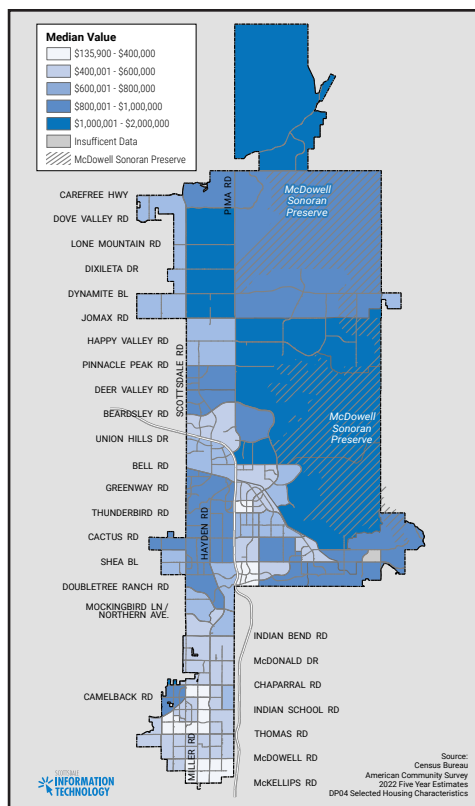 Median Value
$135,900 - $400,000
$400,001 - $600,000
$600,001 - $800,000
$800,001 - $1,000,000
$1,000,001 - $2,000,000
Insufficent Data
McDowell Sonoran Preserve
CAREFREE HWY
DOVE VALLEY RD
LONE MOUNTAIN RD
DIXILETA DR
DYNAMITE BL
JOMAX RD
HAPPY VALLEY RD
PINNACLE PEAK RD
DEER VALLEY RD
BEARDSLEY RD
UNION HILLS DR
BELL RD
GREENWAY RD
THUNDERBIRD RD
CACTUS RD
SHEA BL
DOUBLETREE RANCH RD
MOCKINGBIRD LN /
NORTHERN AVE.
CAMELBACK RD
PIMA RD
SCOTTSDALE RD
HAYDEN RD
MILLER RD
McDowell
Sonoran
Preserve
McDowell
Sonoran
Preserve
INDIAN BEND RD
McDONALD DR
CHAPARRAL RD
INDIAN SCHOOL RD
THOMAS RD
McDOWELL RD
McKELLIPS RD
SCOTTSDALE
INFORMATION
TECHNOLOGY
Source:
Census Bureau
American Community Survey
2022 Five Year Estimates
DP04 Selected Housing Characteristics